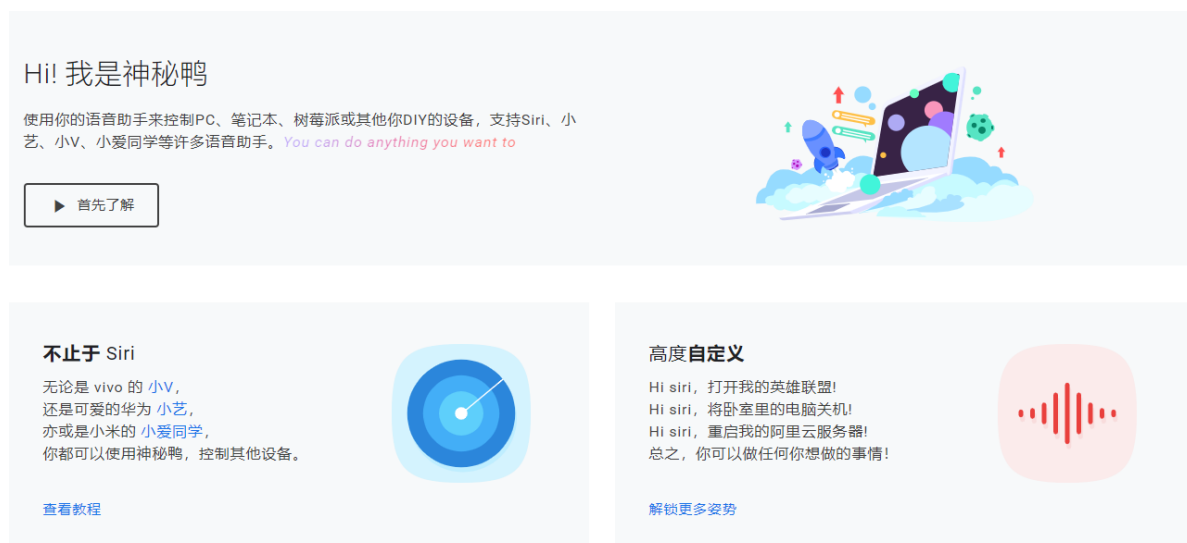 Hi! 我是神秘鸭
使用你的语音助手来控制PC、笔记本、树莓派或其他你DIY的设备，支持Siri、小
艺、小V、小爱同学等许多语音助手。You can do anything you want to
首先了解
不止于 Siri
无论是 vivo 的 小V，
还是可爱的华为 小艺，
亦或是小米的 小爱同学，
你都可以使用神秘鸭，控制其他设备。
查看教程
高度自定义
Hi siri，打开我的英雄联盟!
Hi siri，将卧室里的电脑关机!
Hi siri，重启我的阿里云服务器!
总之，你可以做任何你想做的事情！
解锁更多姿势